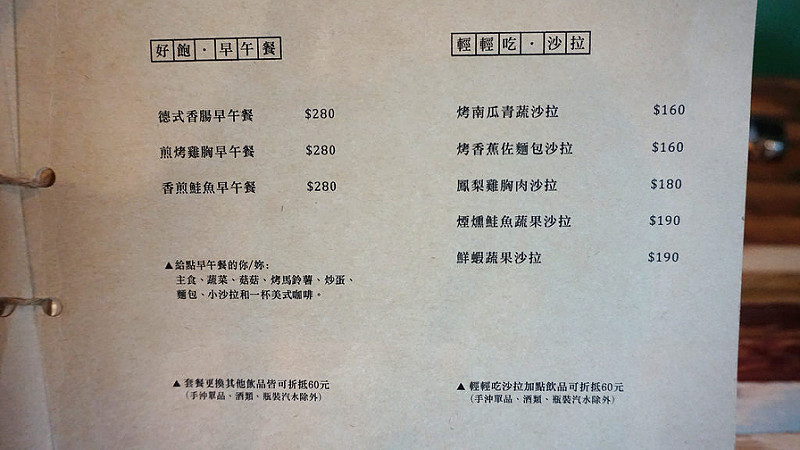 好飽．早午餐
德式香腸早午餐 $280
煎烤雞胸早午餐 $280
香煎鮭魚早午餐 $280
▲給點早午餐的你/妳:
主食、蔬菜、菇菇、烤馬鈴薯、炒蛋、
麵包、小沙拉和一杯美式咖啡。
▲套餐更換其他飲品皆可折抵60元
(手沖單品、酒類、瓶裝汽水除外)
輕輕吃．沙拉
烤南瓜青蔬沙拉 $160
烤香蕉佐麵包沙拉 $160
鳳梨雞胸肉沙拉 $180
煙燻鮭魚蔬果沙拉 $190
鮮蝦蔬果沙拉 $190
▲輕輕吃沙拉加點飲品可折抵60元
(手沖單品、酒類、瓶裝汽水除外)